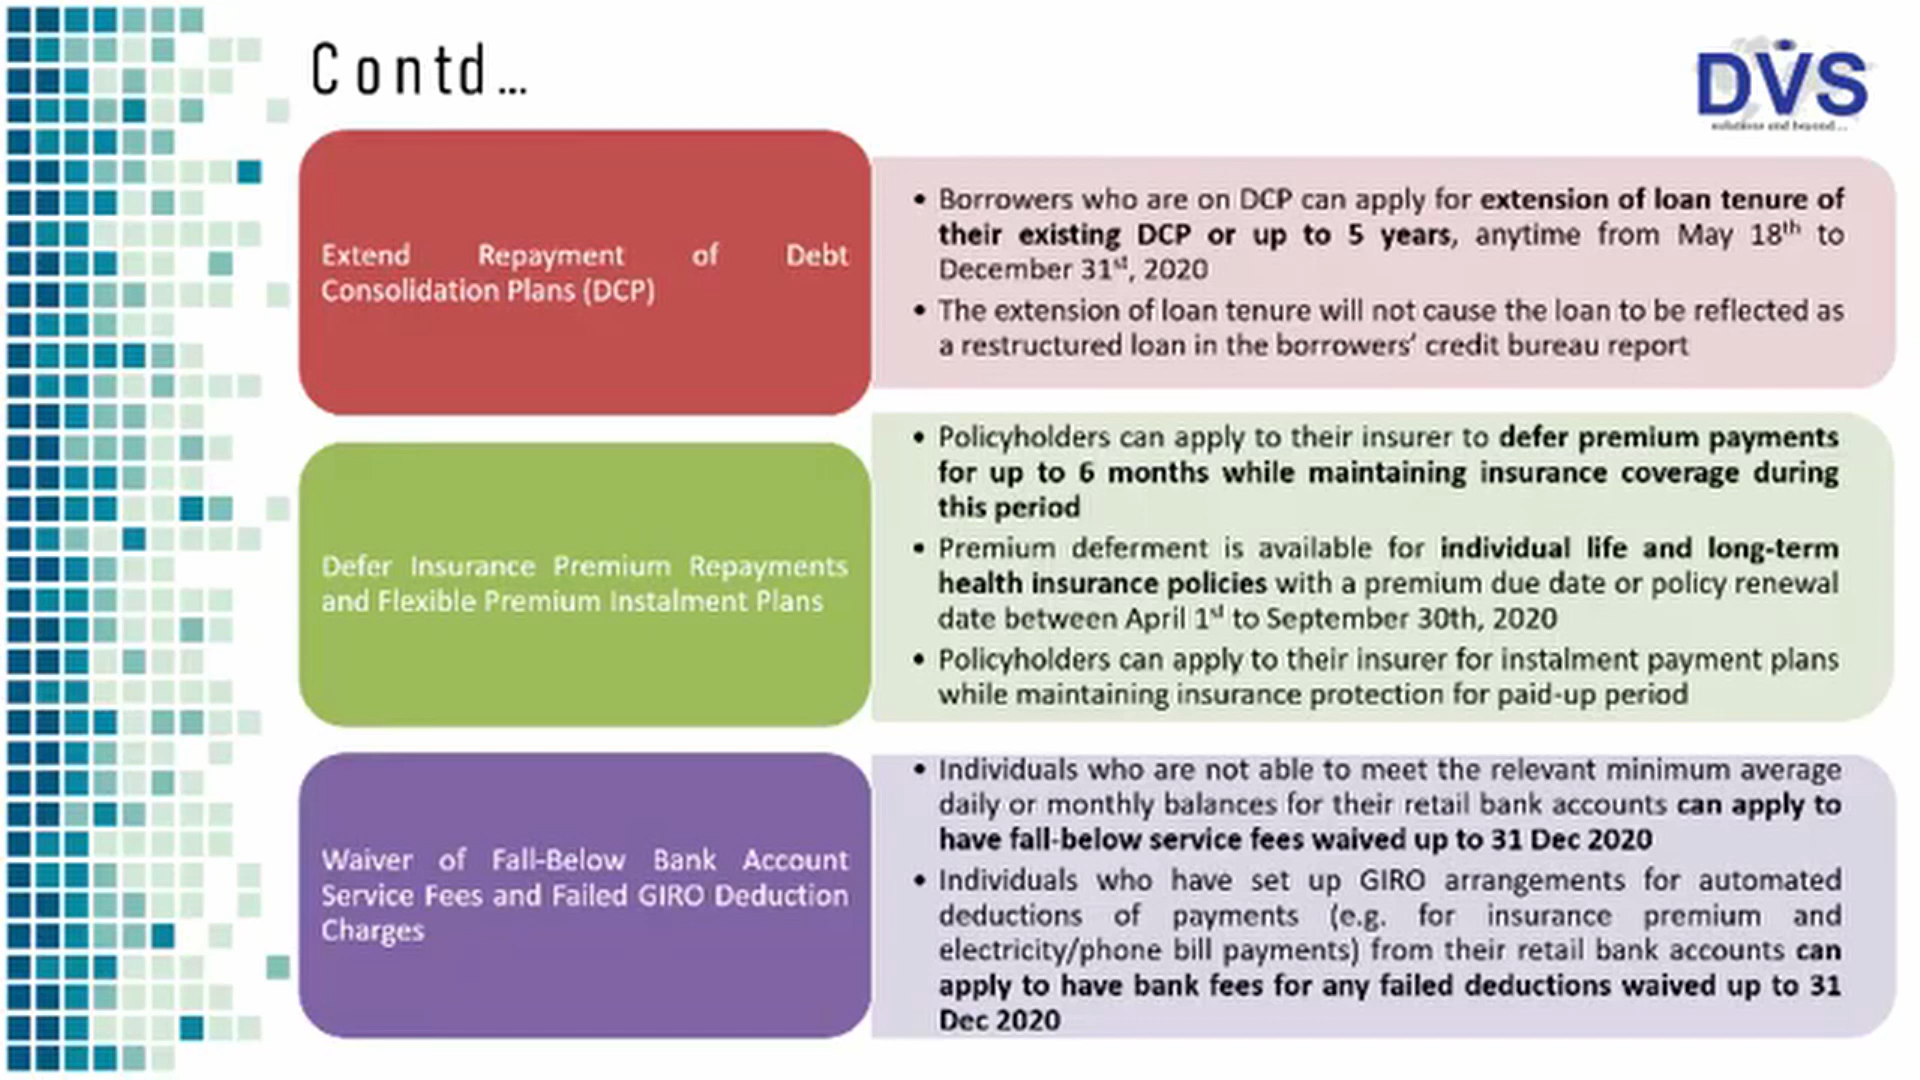 Contd...
DVS
solutions and beyond...
Extend Repayment of Debt
Consolidation Plans (DCP)
• Borrowers who are on DCP can apply for extension of loan tenure of
their existing DCP or up to 5 years, anytime from May 18th to
December 31st, 2020
• The extension of loan tenure will not cause the loan to be reflected as
a restructured loan in the borrowers’ credit bureau report
Defer Insurance Premium Repayments
and Flexible Premium Instalment Plans
• Policyholders can apply to their insurer to defer premium payments
for up to 6 months while maintaining insurance coverage during
this period
• Premium deferment is available for individual life and long-term
health insurance policies with a premium due date or policy renewal
date between April 1st to September 30th, 2020
• Policyholders can apply to their insurer for instalment payment plans
while maintaining insurance protection for paid-up period
Waiver of Fall-Below Bank Account
Service Fees and Failed GIRO Deduction
Charges
• Individuals who are not able to meet the relevant minimum average
daily or monthly balances for their retail bank accounts can apply to
have fall-below service fees waived up to 31 Dec 2020
• Individuals who have set up GIRO arrangements for automated
deductions of payments (e.g. for insurance premium and
electricity/phone bill payments) from their retail bank accounts can
apply to have bank fees for any failed deductions waived up to 31
Dec 2020